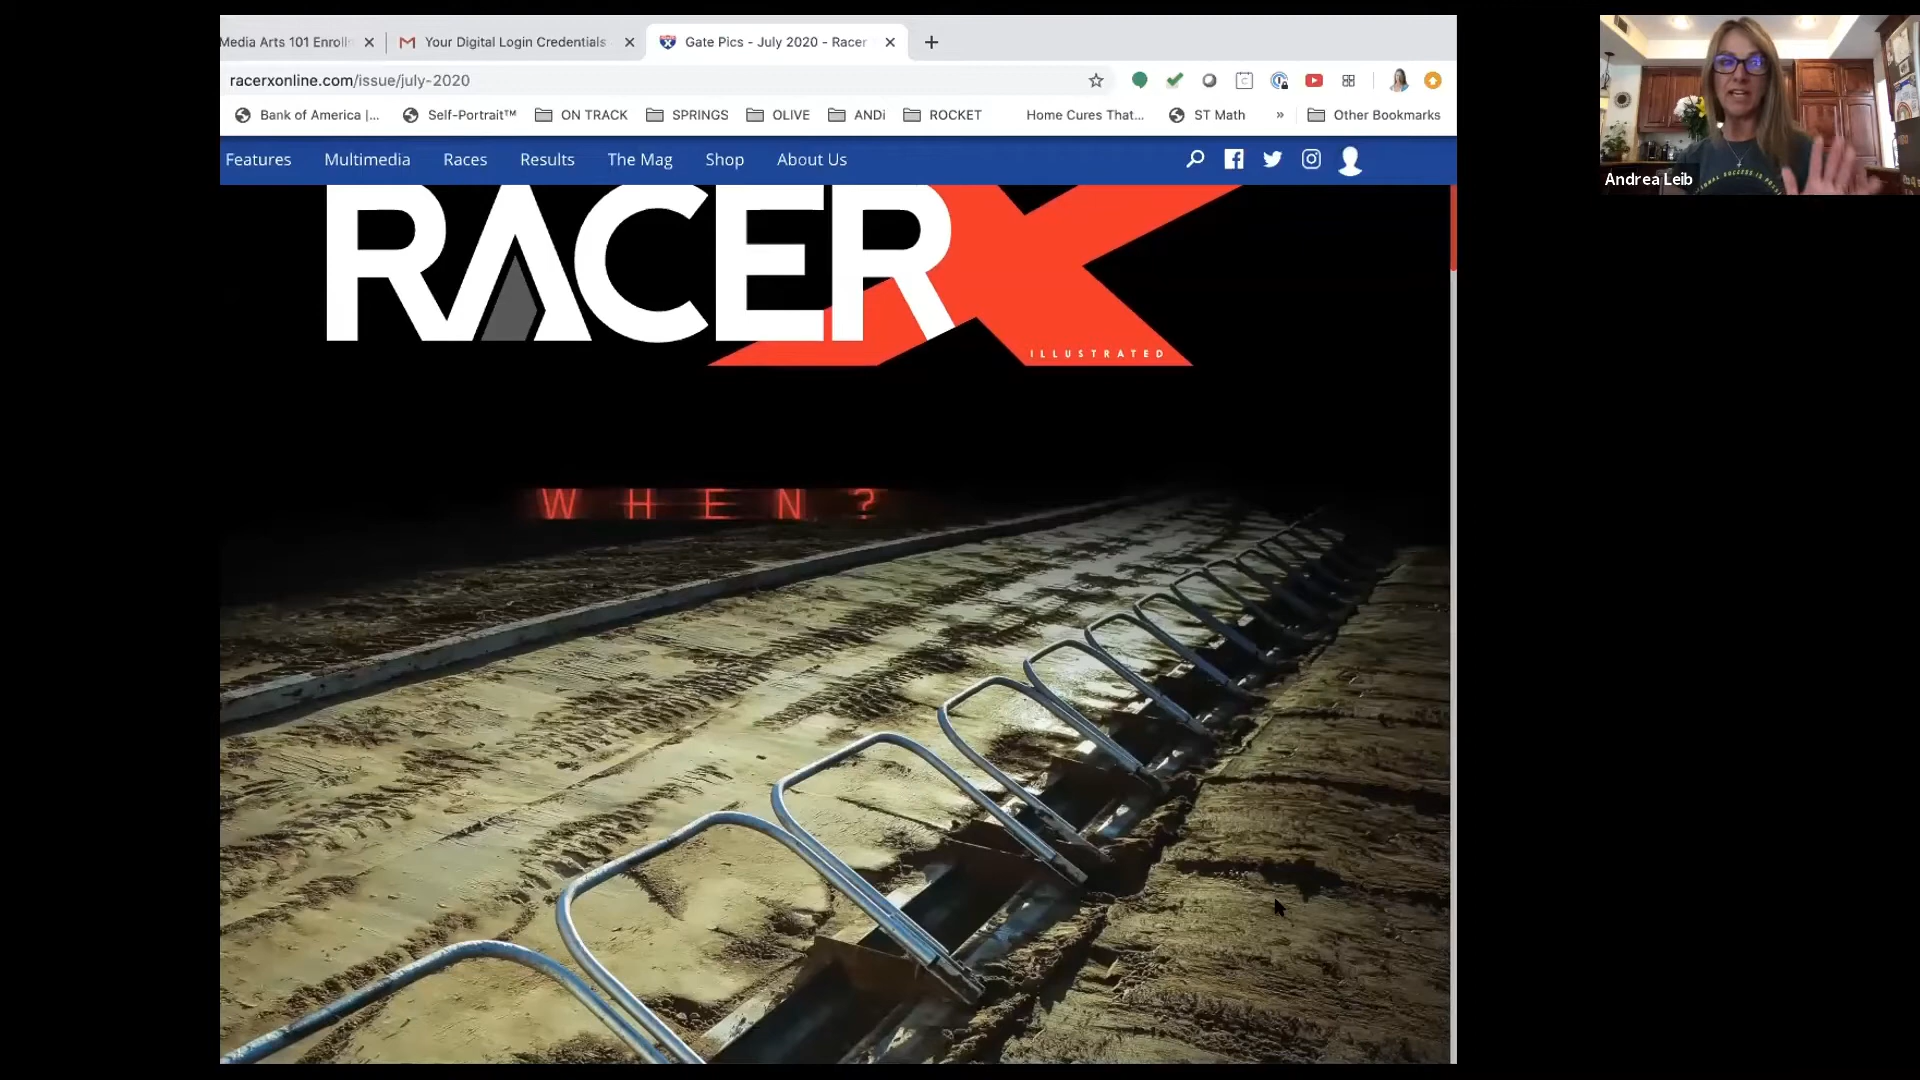 Media Arts 101 Enroll
Your Digital Login Credentials
Gate Pics - July 2020 - Racer
racerxonline.com/issue/july-2020
Bank of America |...
Self-Portrait™
ON TRACK
SPRINGS
OLIVE
ANDi
ROCKET
Home Cures That...
ST Math
»
Other Bookmarks
Features
Multimedia
Races
Results
The Mag
Shop
About Us
RACERX
ILLUSTRATED
WHEN?
Andrea Leib